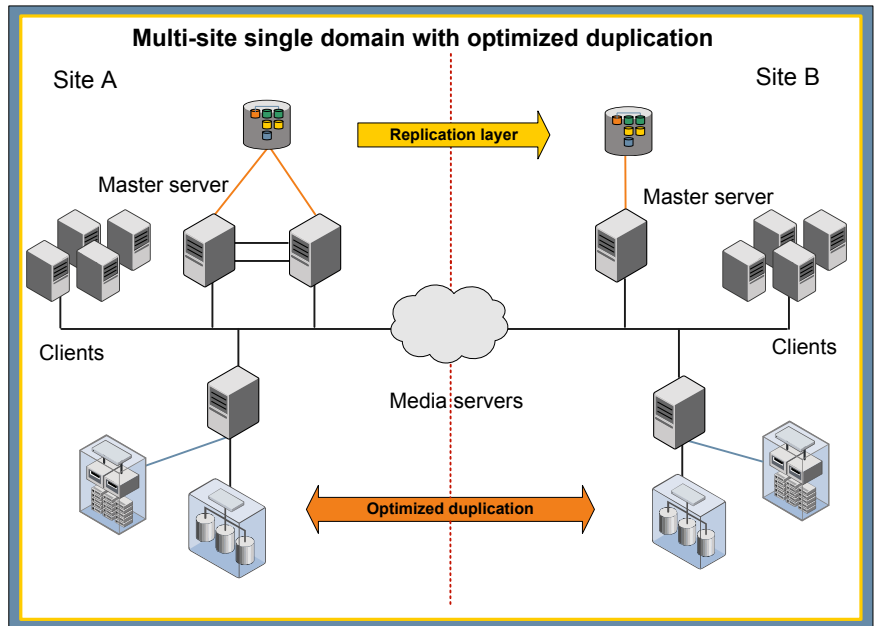 Multi-site single domain with optimized duplication
Site A
Site B
Replication layer
Master server
Master server
Clients
Clients
Media servers
Optimized duplication